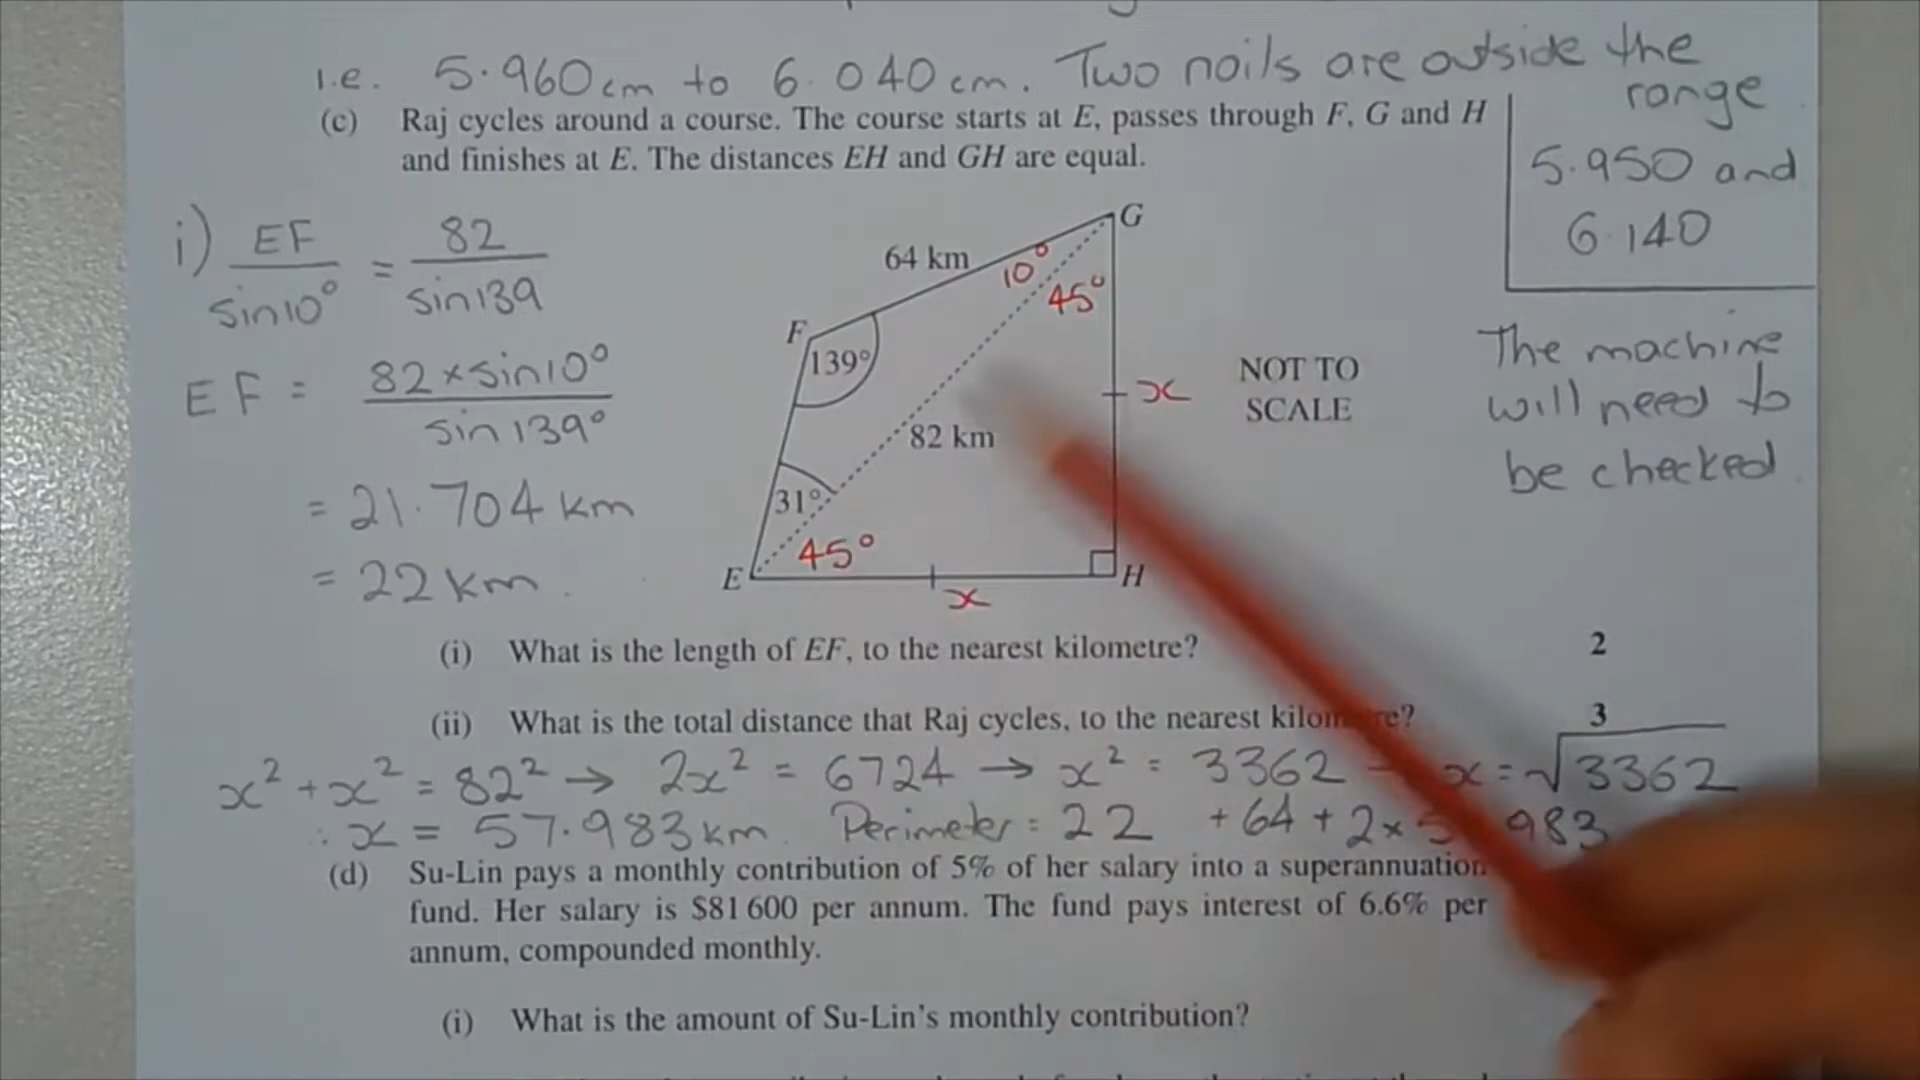 i.e. 5.960 cm to 6.040 cm. Two nails are outside the range
5.950 and
6.140
(c) Raj cycles around a course. The course starts at E, passes through F, G and H
and finishes at E. The distances EH and GH are equal.
i) EF/sin10° = 82/sin139
EF = 82×sin10°/sin139°
= 21.704 km
= 22 km.
G
64 km
10°
45°
F
139°
x
82 km
31°
45°
E
x
H
NOT TO
SCALE
The machine
will need to
be checked.
(i) What is the length of EF, to the nearest kilometre? 2
(ii) What is the total distance that Raj cycles, to the nearest 3
x² + x² = 82² → 2x² = 6724 → x² = 3362 x = √3362
∴ x = 57.983 km. Perimeter = 22 + 64 + 2×5 983
(d) Su-Lin pays a monthly contribution of 5% of her salary into a superannuation
fund. Her salary is $81 600 per annum. The fund pays interest of 6.6% per
annum, compounded monthly.
(i) What is the amount of Su-Lin's monthly contribution?